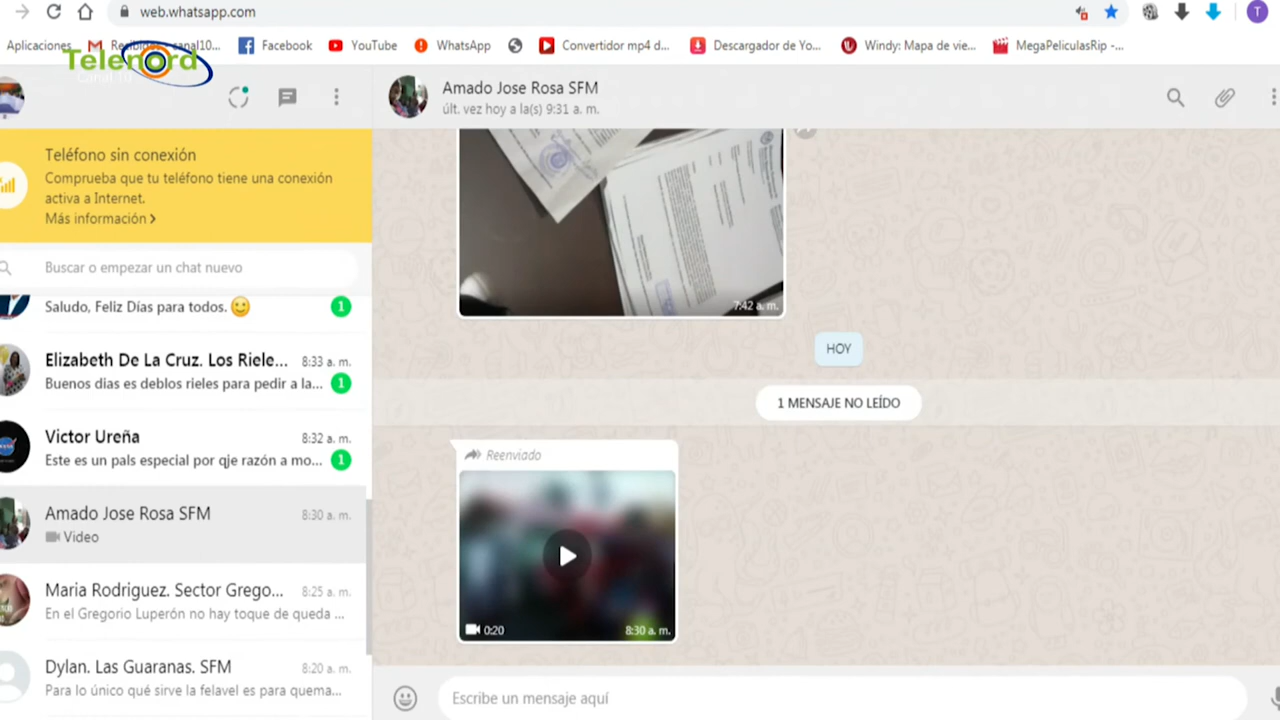 web.whatsapp.com
T
Aplicaciones
Facebook
YouTube
WhatsApp
Convertidor mp4 d...
Descargador de Yo...
Windy: Mapa de vie...
MegaPeliculasRip -...
Telenord
Canal 10
Amado Jose Rosa SFM
últ. vez hoy a la(s) 9:31 a. m.
Teléfono sin conexión
Comprueba que tu teléfono tiene una conexión
activa a Internet.
Más información >
Buscar o empezar un chat nuevo
Saludo, Feliz Días para todos. 🙂 1
Elizabeth De La Cruz. Los Riele... 8:33 a. m.
Buenos dias es deblos rieles para pedir a la... 1
Victor Ureña 8:32 a. m.
Este es un pals especial por qje razón a mo... 1
Amado Jose Rosa SFM 8:30 a. m.
Video
Maria Rodriguez. Sector Grego... 8:25 a. m.
En el Gregorio Luperón no hay toque de queda ...
Dylan. Las Guaranas. SFM 8:20 a. m.
Para lo único qué sirve la felavel es para quema...
7:42 a. m.
HOY
1 MENSAJE NO LEÍDO
Reenviado
0:20 8:30 a. m.
Escribe un mensaje aquí